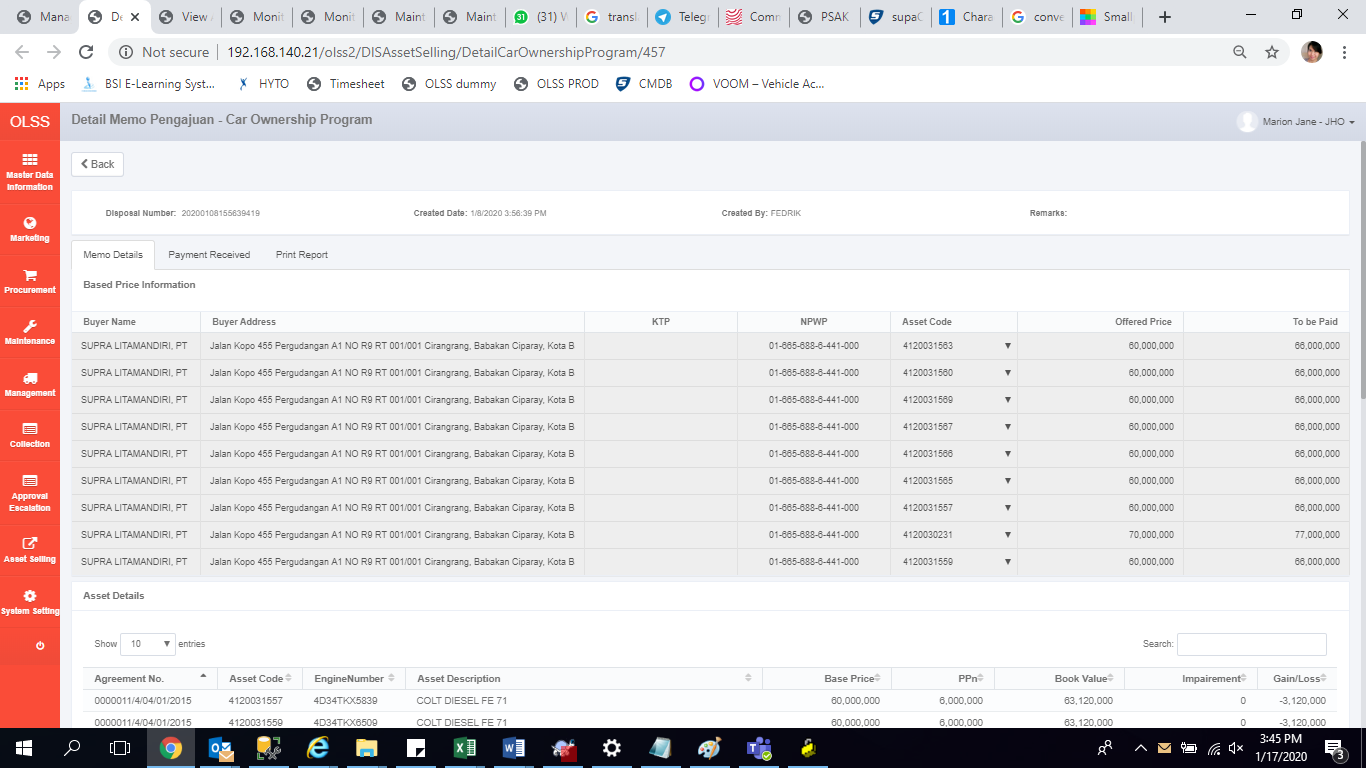 Mana
De
View A
Monit
Monit
Maint
Maint
(31) W
transl
Telegr
Comn
PSAK
supaC
Chara
conve
Small
Not secure
192.168.140.21/olss2/DISAssetSelling/DetailCarOwnershipProgram/457
Apps
BSI E-Learning Syst...
HYTO
Timesheet
OLSS dummy
OLSS PROD
CMDB
VOOM – Vehicle Ac...
OLSS
Detail Memo Pengajuan - Car Ownership Program
Marion Jane - JHO
Master Data
Information
Marketing
Procurement
Maintenance
Management
Collection
Approval
Escalation
Asset Selling
System Setting
Back
Disposal Number: 20200108155639419
Created Date: 1/8/2020 3:56:39 PM
Created By: FEDRIK
Remarks:
Memo Details
Payment Received
Print Report
Based Price Information
Buyer Name Buyer Address KTP NPWP Asset Code Offered Price To be Paid
SUPRA LITAMANDIRI, PT Jalan Kopo 455 Pergudangan A1 NO R9 RT 001/001 Cirangrang, Babakan Ciparay, Kota B 01-665-688-6-441-000 4120031563 60,000,000 66,000,000
SUPRA LITAMANDIRI, PT Jalan Kopo 455 Pergudangan A1 NO R9 RT 001/001 Cirangrang, Babakan Ciparay, Kota B 01-665-688-6-441-000 4120031560 60,000,000 66,000,000
SUPRA LITAMANDIRI, PT Jalan Kopo 455 Pergudangan A1 NO R9 RT 001/001 Cirangrang, Babakan Ciparay, Kota B 01-665-688-6-441-000 4120031569 60,000,000 66,000,000
SUPRA LITAMANDIRI, PT Jalan Kopo 455 Pergudangan A1 NO R9 RT 001/001 Cirangrang, Babakan Ciparay, Kota B 01-665-688-6-441-000 4120031567 60,000,000 66,000,000
SUPRA LITAMANDIRI, PT Jalan Kopo 455 Pergudangan A1 NO R9 RT 001/001 Cirangrang, Babakan Ciparay, Kota B 01-665-688-6-441-000 4120031566 60,000,000 66,000,000
SUPRA LITAMANDIRI, PT Jalan Kopo 455 Pergudangan A1 NO R9 RT 001/001 Cirangrang, Babakan Ciparay, Kota B 01-665-688-6-441-000 4120031565 60,000,000 66,000,000
SUPRA LITAMANDIRI, PT Jalan Kopo 455 Pergudangan A1 NO R9 RT 001/001 Cirangrang, Babakan Ciparay, Kota B 01-665-688-6-441-000 4120031557 60,000,000 66,000,000
SUPRA LITAMANDIRI, PT Jalan Kopo 455 Pergudangan A1 NO R9 RT 001/001 Cirangrang, Babakan Ciparay, Kota B 01-665-688-6-441-000 4120030231 70,000,000 77,000,000
SUPRA LITAMANDIRI, PT Jalan Kopo 455 Pergudangan A1 NO R9 RT 001/001 Cirangrang, Babakan Ciparay, Kota B 01-665-688-6-441-000 4120031559 60,000,000 66,000,000
Asset Details
Show 10 entries
Search:
Agreement No. Asset Code EngineNumber Asset Description Base Price PPn Book Value Impairement Gain/Loss
0000011/4/04/01/2015 4120031557 4D34TKX5839 COLT DIESEL FE 71 60,000,000 6,000,000 63,120,000 0 -3,120,000
0000011/4/04/01/2015 4120031559 4D34TKX6509 COLT DIESEL FE 71 60,000,000 6,000,000 63,120,000 0 -3,120,000
3:45 PM
1/17/2020
3